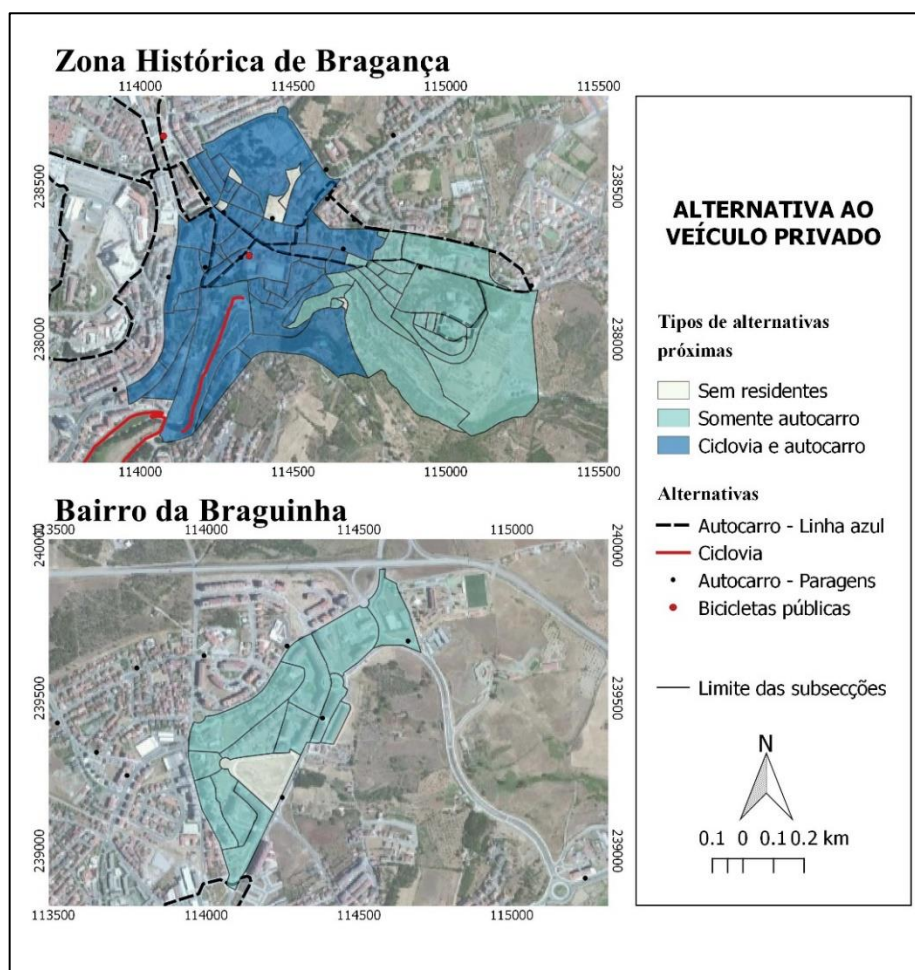 Zona Histórica de Bragança
114000 114500 115000 115500
238500 238500
238000 238000
114000 114500 115000 115500
Bairro da Braguinha
113500 114000 114500 115000
240000 240000
239500 239500
239000 239000
113500 114000 114500 115000
ALTERNATIVA AO
VEÍCULO PRIVADO
Tipos de alternativas
próximas
Sem residentes
Somente autocarro
Ciclovia e autocarro
Alternativas
Autocarro - Linha azul
Ciclovia
Autocarro - Paragens
Bicicletas públicas
Limite das subsecções
N
0.1 0 0.1 0.2 km